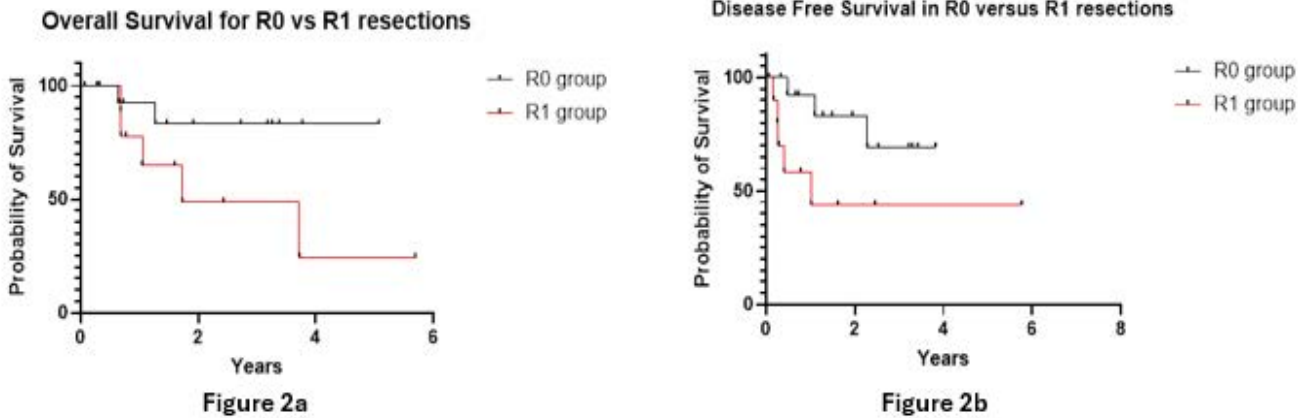 Overall Survival for R0 vs R1 resections
Probability of Survival
100
50
0
0 2 4 6
Years
R0 group
R1 group
Figure 2a
Disease Free Survival in R0 versus R1 resections
Probability of Survival
100
50
0
0 2 4 6 8
Years
R0 group
R1 group
Figure 2b